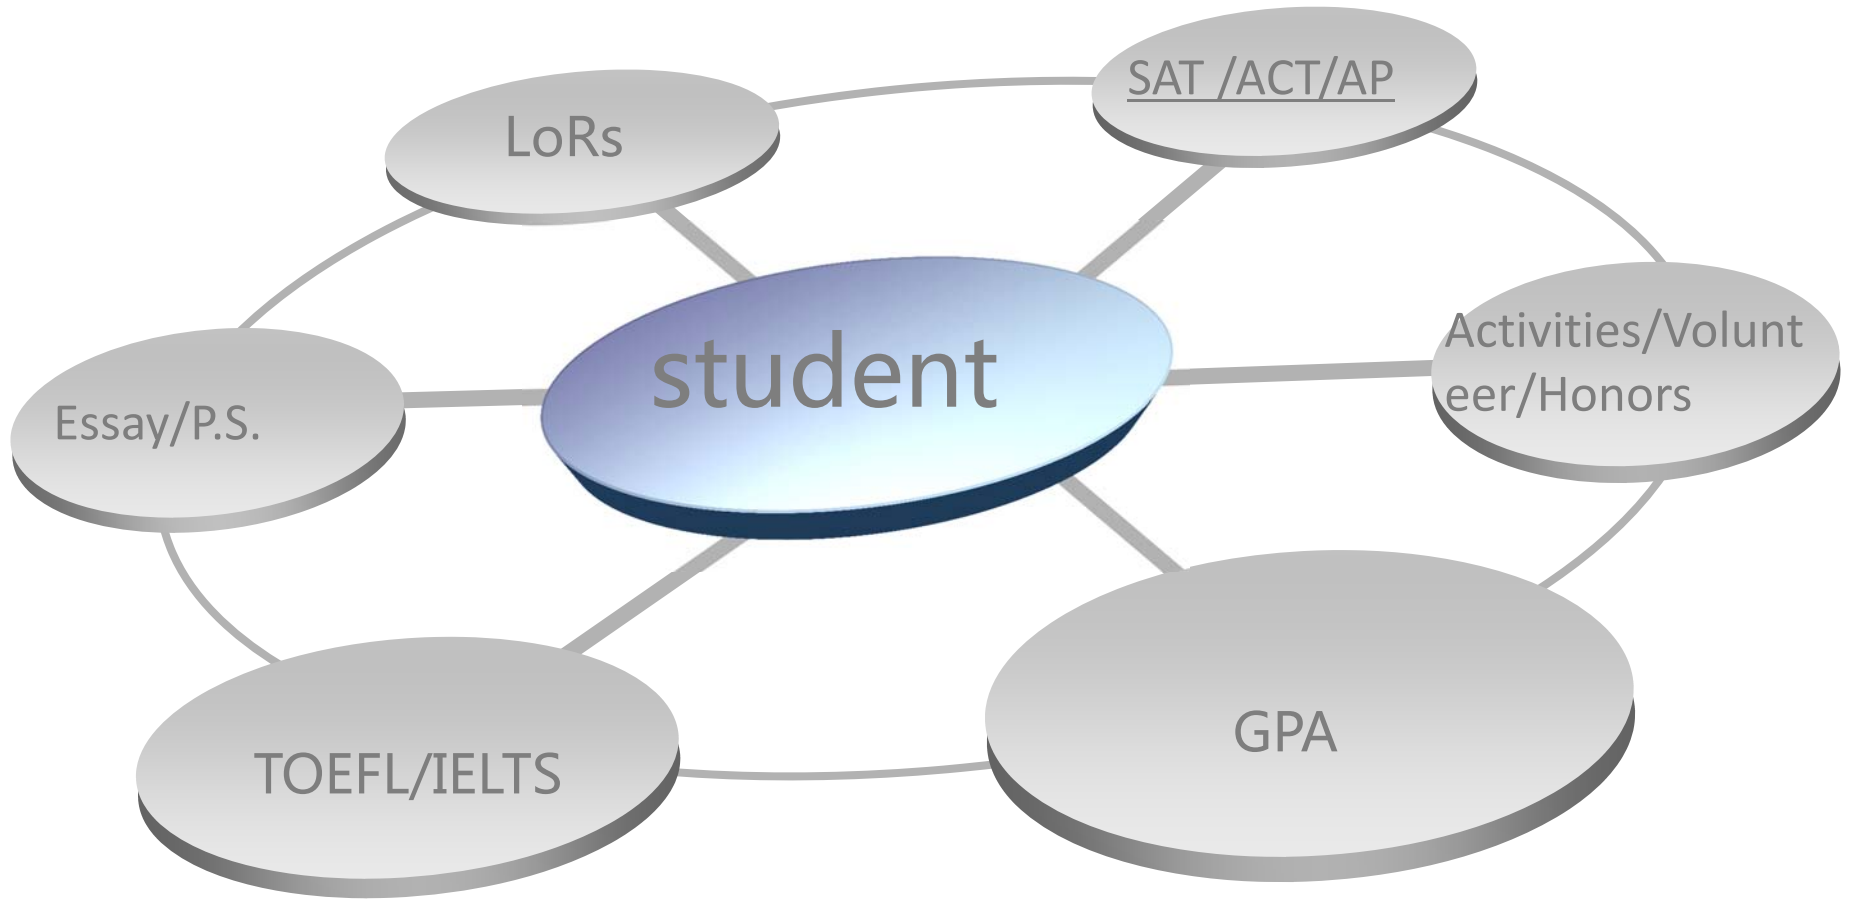 SAT /ACT/AP
LoRs
Activities/Volunt
eer/Honors
student
Essay/P.S.
GPA
TOEFL/IELTS